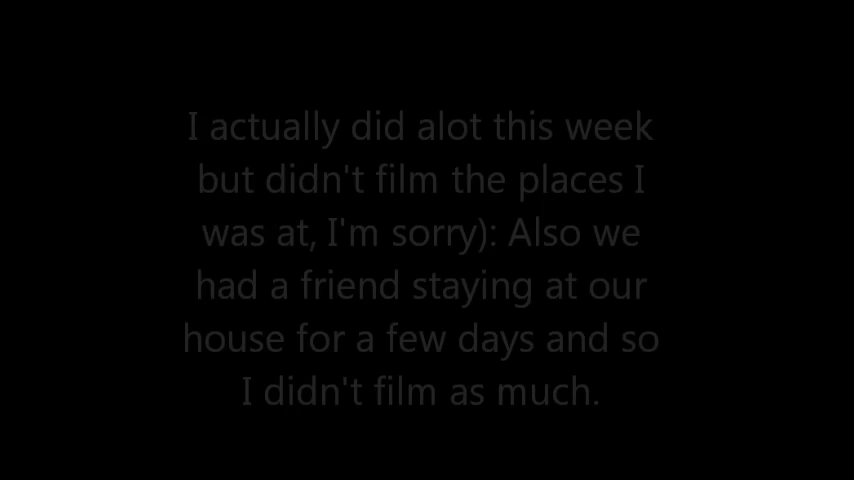 I actually did alot this week
but didn't film the places I
was at, I'm sorry): Also we
had a friend staying at our
house for a few days and so
I didn't film as much.